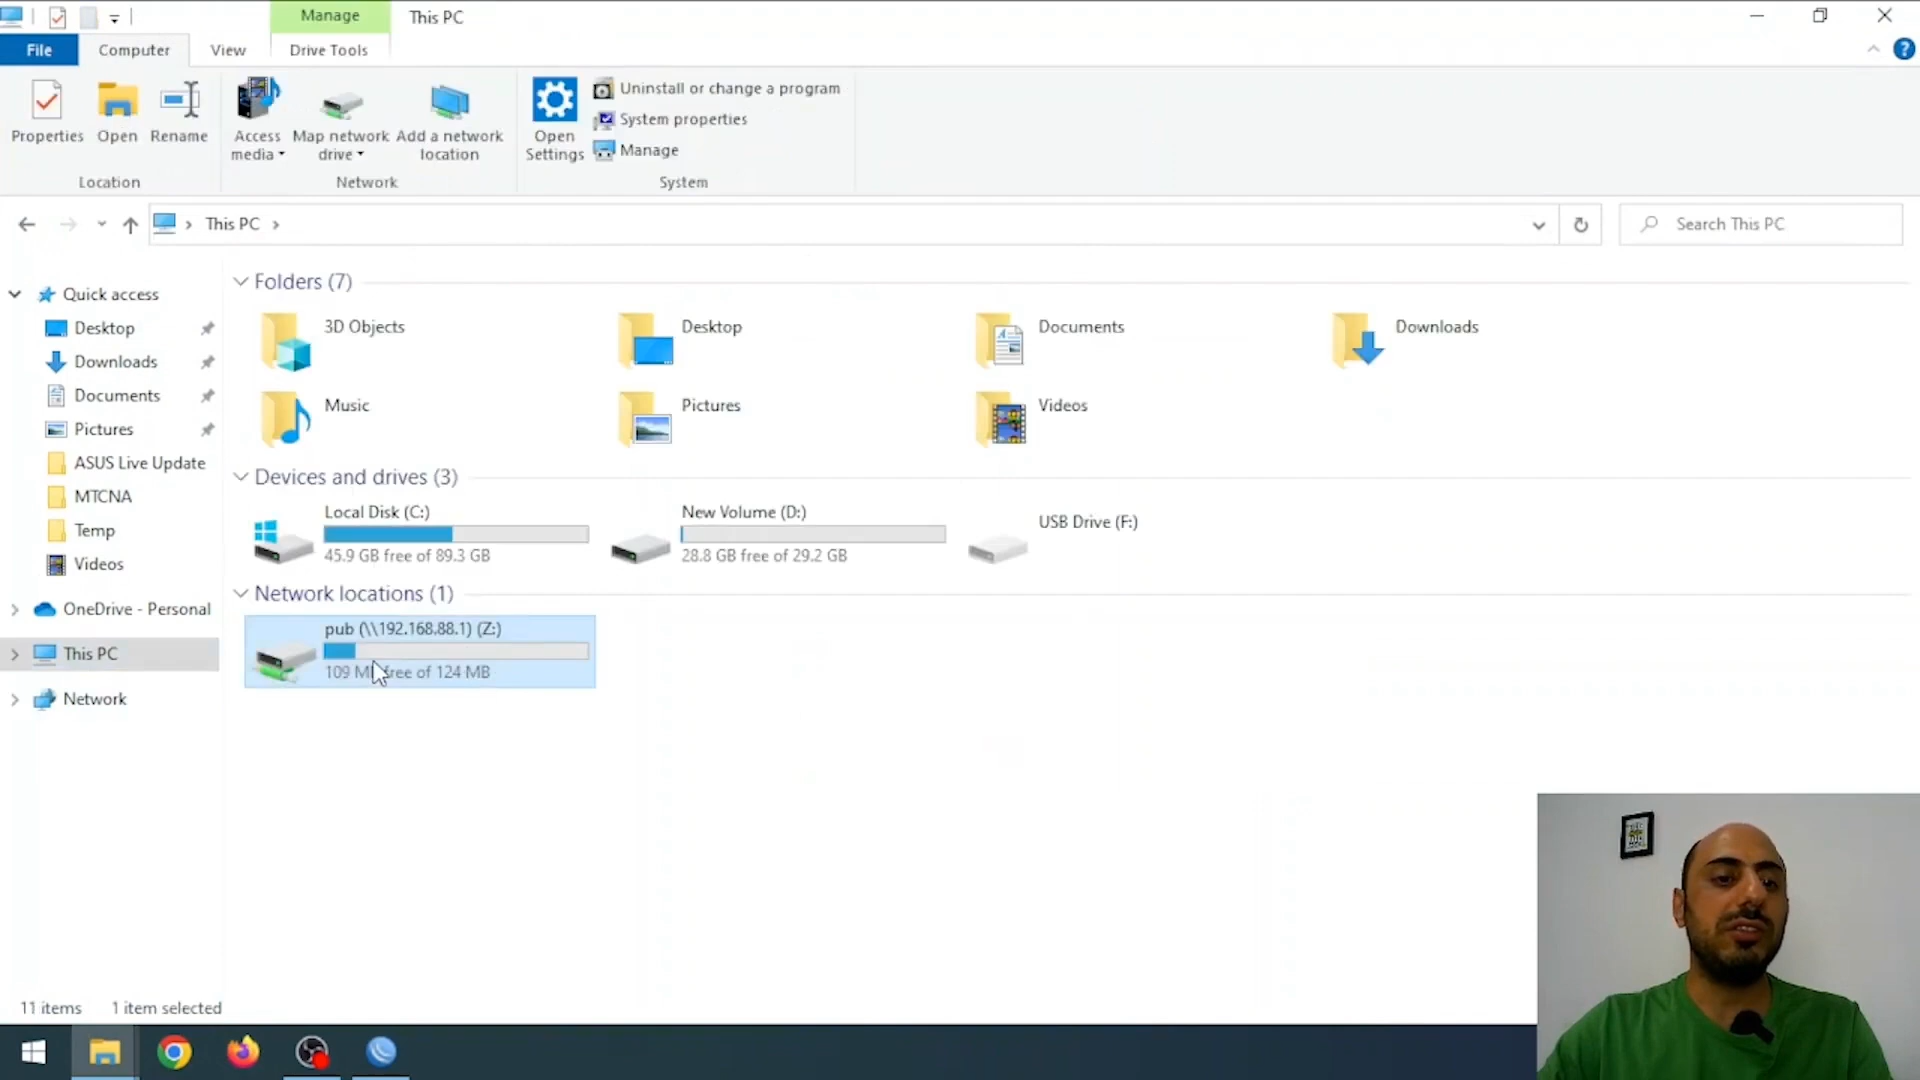 Manage
This PC
File
Computer
View
Drive Tools
Properties
Open
Rename
Access media
Map network drive
Add a network location
Open Settings
Uninstall or change a program
System properties
Manage
Location
Network
System
This PC
Search This PC
Quick access
Desktop
Downloads
Documents
Pictures
ASUS Live Update
MTCNA
Temp
Videos
OneDrive - Personal
This PC
Network
Folders (7)
3D Objects
Desktop
Documents
Downloads
Music
Pictures
Videos
Devices and drives (3)
Local Disk (C:)
45.9 GB free of 89.3 GB
New Volume (D:)
28.8 GB free of 29.2 GB
USB Drive (F:)
Network locations (1)
pub (\\192.168.88.1) (Z:)
109 MB free of 124 MB
11 items
1 item selected